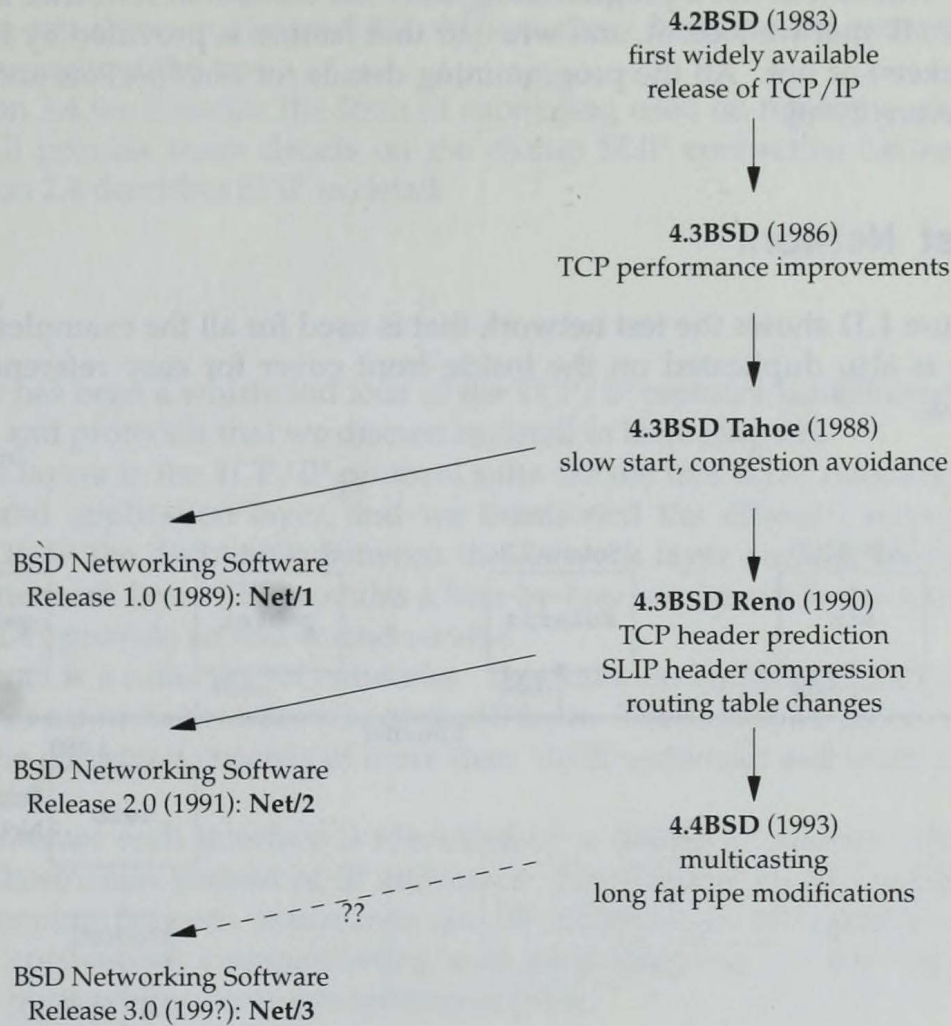 4.2BSD (1983)
first widely available
release of TCP/IP
4.3BSD (1986)
TCP performance improvements
4.3BSD Tahoe (1988)
slow start, congestion avoidance
BSD Networking Software
Release 1.0 (1989): Net/1
4.3BSD Reno (1990)
TCP header prediction
SLIP header compression
routing table changes
BSD Networking Software
Release 2.0 (1991): Net/2
4.4BSD (1993)
multicasting
long fat pipe modifications
??
BSD Networking Software
Release 3.0 (199?): Net/3